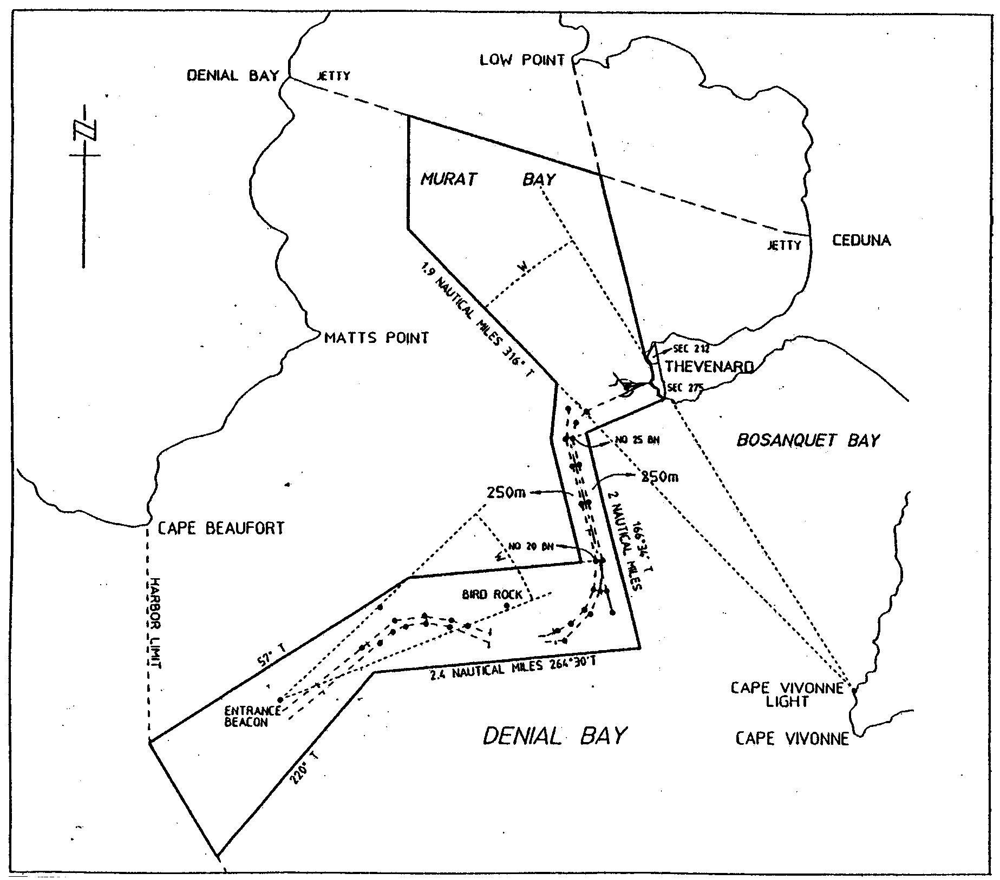 LOW POINT
DENIAL BAY
JETTY
N
MURAT BAY
JETTY
CEDUNA
W
1.9 NAUTICAL MILES 316° T
MATTS POINT
SEC 212
THEVENARD
SEC 275
NO 25 BN
BOSANQUET BAY
250m
850m
2 NAUTICAL MILES
166°34' T
CAPE BEAUFORT
NO 20 BN
W
HARBOR LIMIT
BIRD ROCK
57° T
2.4 NAUTICAL MILES 264°30'T
ENTRANCE
BEACON
CAPE VIVONNE
LIGHT
DENIAL BAY
CAPE VIVONNE
220° T